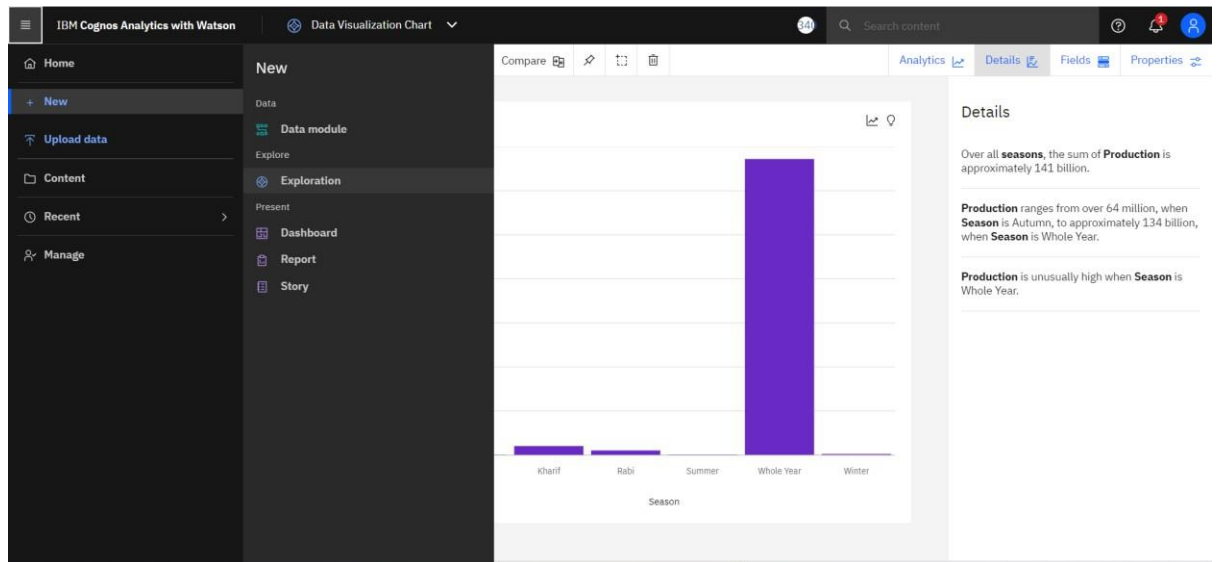 IBM Cognos Analytics with Watson
Data Visualization Chart
340
Search content
1
Home
New
Upload data
Content
Recent
Manage
New
Data
Data module
Explore
Exploration
Present
Dashboard
Report
Story
Compare
Analytics
Details
Fields
Properties
Kharif
Rabi
Summer
Whole Year
Winter
Season
Details
Over all seasons, the sum of Production is
approximately 141 billion.
Production ranges from over 64 million, when
Season is Autumn, to approximately 134 billion,
when Season is Whole Year.
Production is unusually high when Season is
Whole Year.